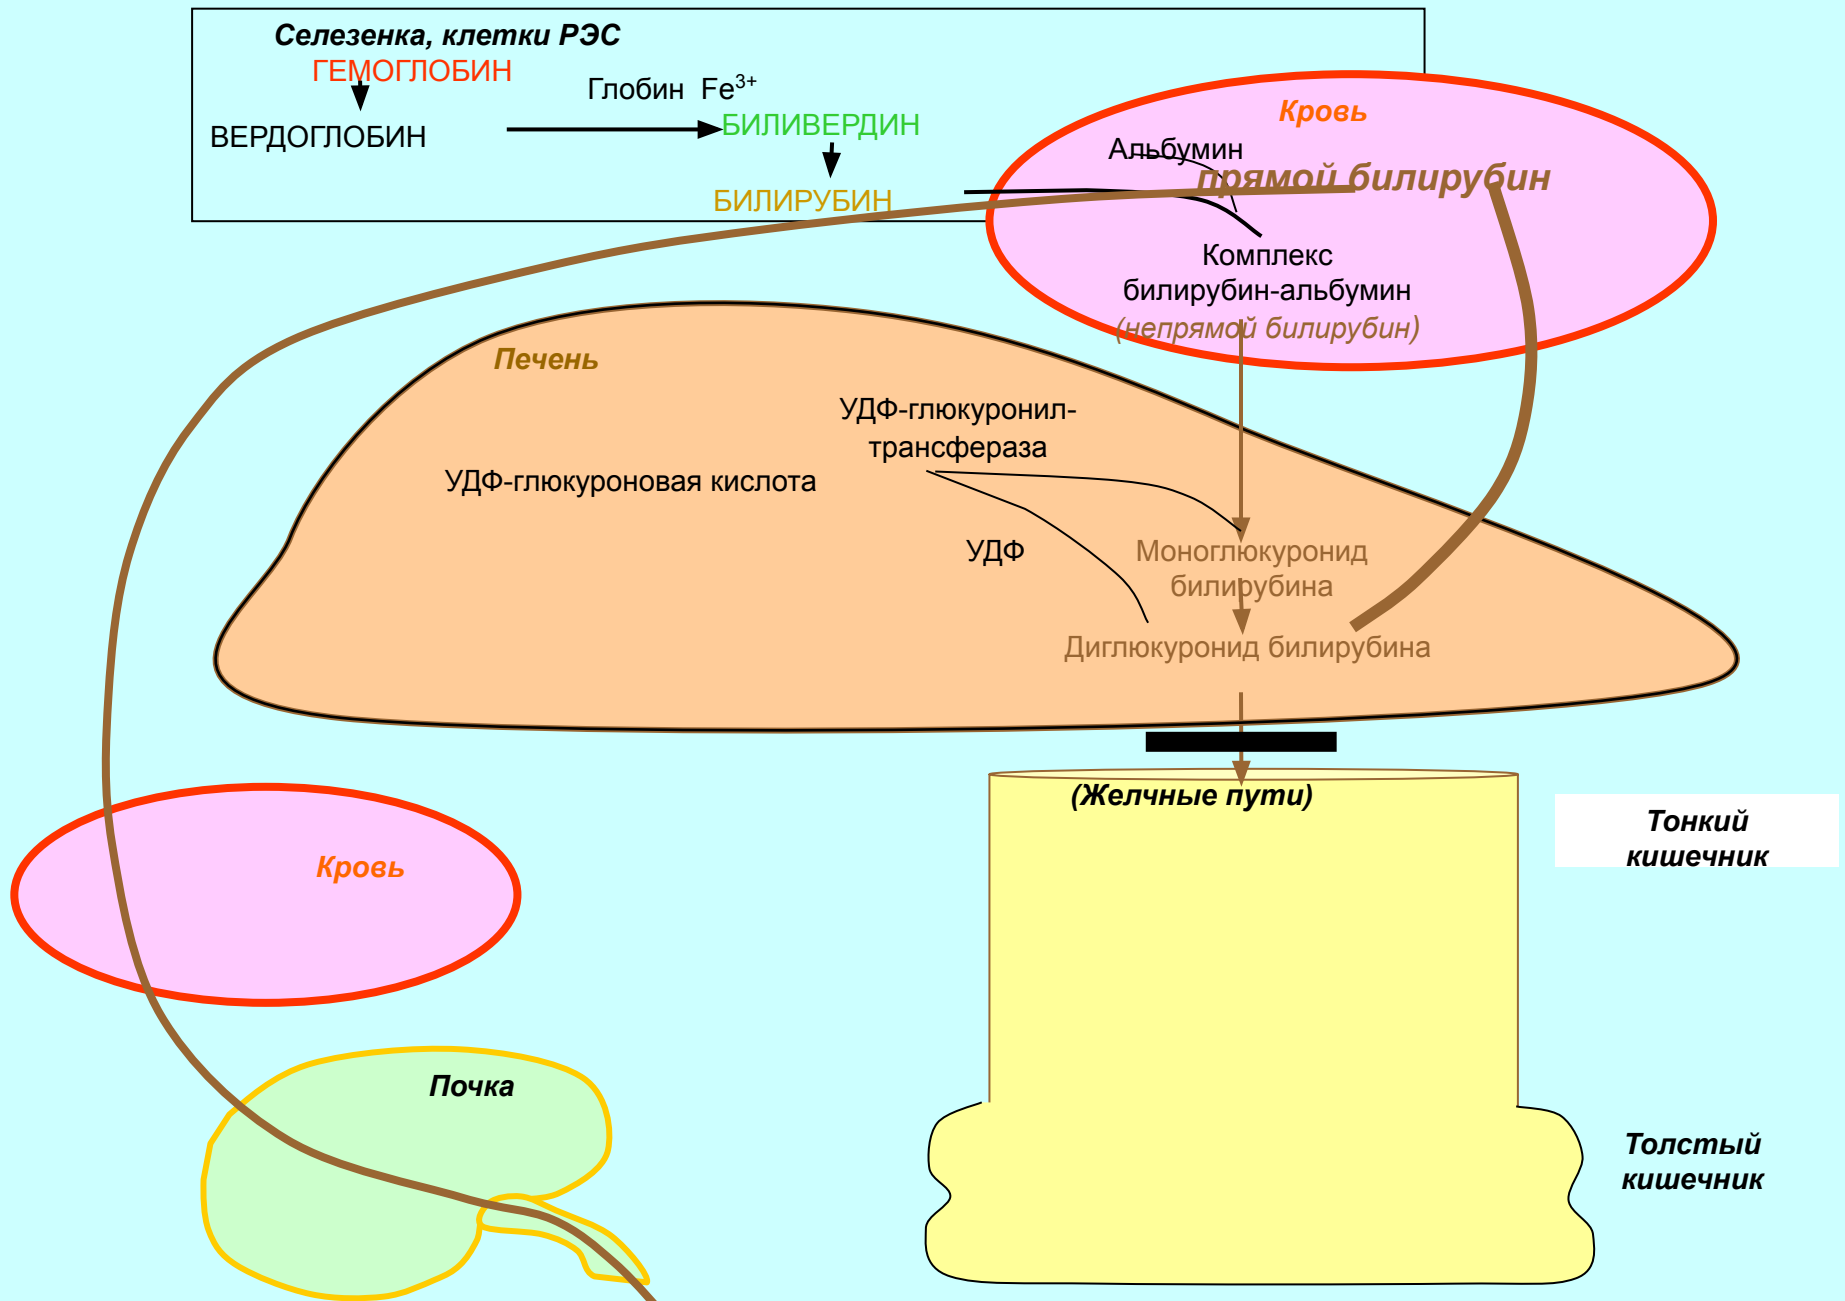 Селезенка, клетки РЭС
ГЕМОГЛОБИН
Глобин Fe³⁺
ВЕРДОГЛОБИН
БИЛИВЕРДИН
БИЛИРУБИН
Кровь
Альбумин
прямой билирубин
Комплекс
билирубин-альбумин
(непрямой билирубин)
Печень
УДФ-глюкуронил-
трансфераза
УДФ-глюкуроновая кислота
УДФ
Моноглюкуронид
билирубина
Диглюкуронид билирубина
(Желчные пути)
Тонкий
кишечник
Кровь
Почка
Толстый
кишечник